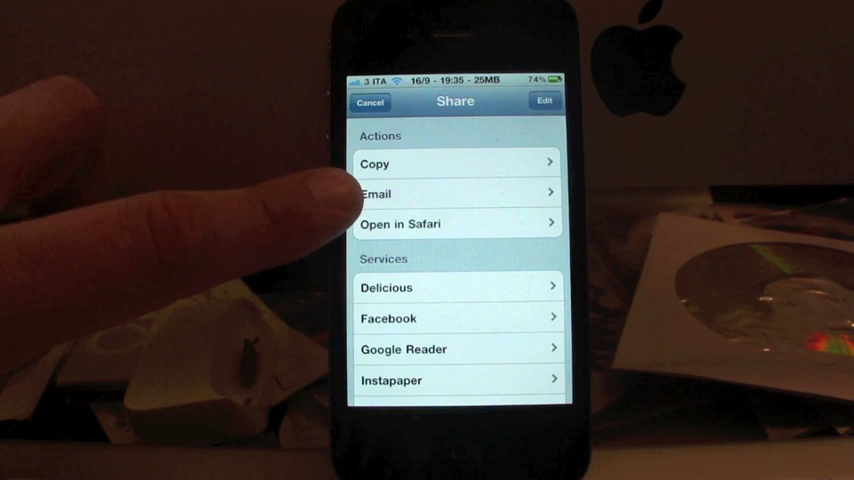 3 ITA 16/9 - 19:35 - 25MB 74%
Cancel Share Edit
Actions
Copy
Email
Open in Safari
Services
Delicious
Facebook
Google Reader
Instapaper